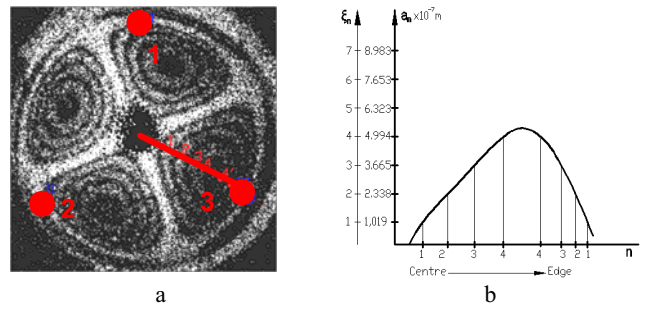 1
2
3
a
ξn
an x10⁻⁷ m
7 8.983
6 7.653
5 6.323
4 4.994
3 3.665
2 2.338
1 1,019
1 2 3 4 4 3 2 1 n
Centre Edge
b